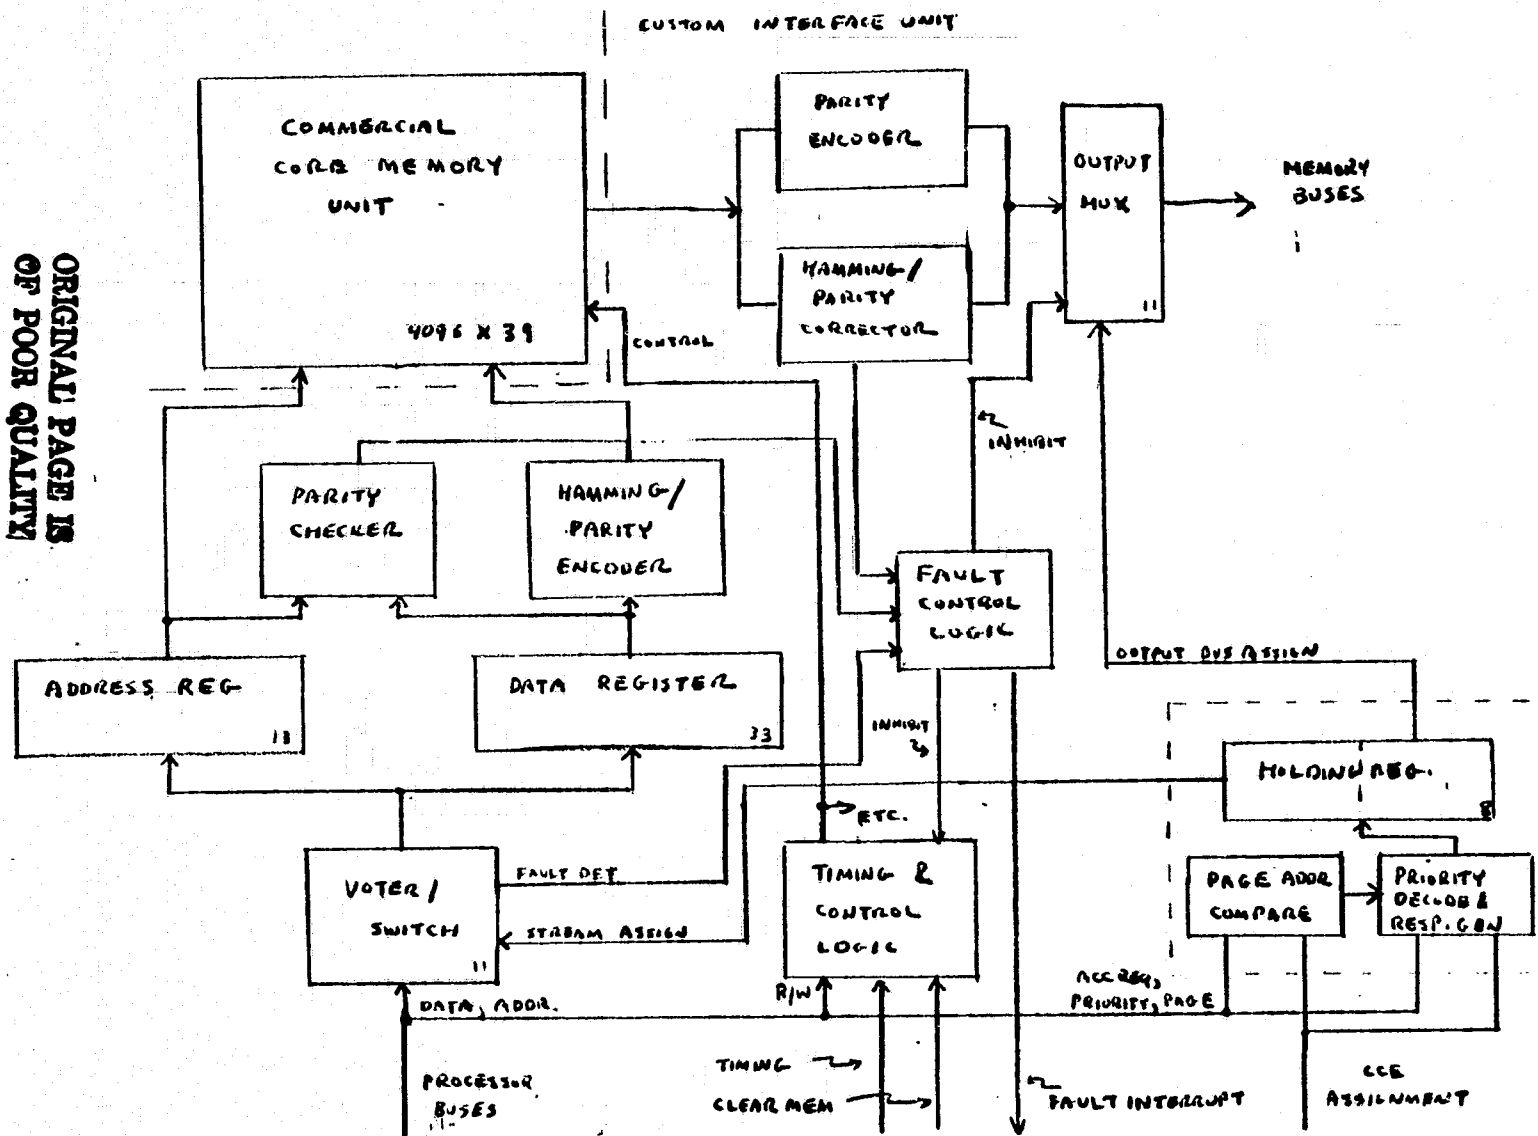 CUSTOM INTERFACE UNIT
COMMERCIAL
CORE MEMORY
UNIT
4096 X 39
PARITY
ENCODER
OUTPUT
MUX
11
MEMORY
BUSES
HAMMING/
PARITY
CORRECTOR
CONTROL
INHIBIT
ORIGINAL PAGE IS
OF POOR QUALITY
PARITY
CHECKER
HAMMING/
PARITY
ENCODER
FAULT
CONTROL
LOGIC
OUTPUT BUS ASSIGN
ADDRESS REG
13
DATA REGISTER
33
INHIBIT
HOLDING REG.
8
ETC.
VOTER/
SWITCH
11
FAULT DET
STREAM ASSIGN
TIMING &
CONTROL
LOGIC
PAGE ADDR
COMPARE
PRIORITY
DECODE &
RESP. GEN
R/W
ACC REQ,
PRIORITY, PAGE
DATA, ADDR.
PROCESSOR
BUSES
TIMING
CLEAR MEM
FAULT INTERRUPT
CCE
ASSIGNMENT